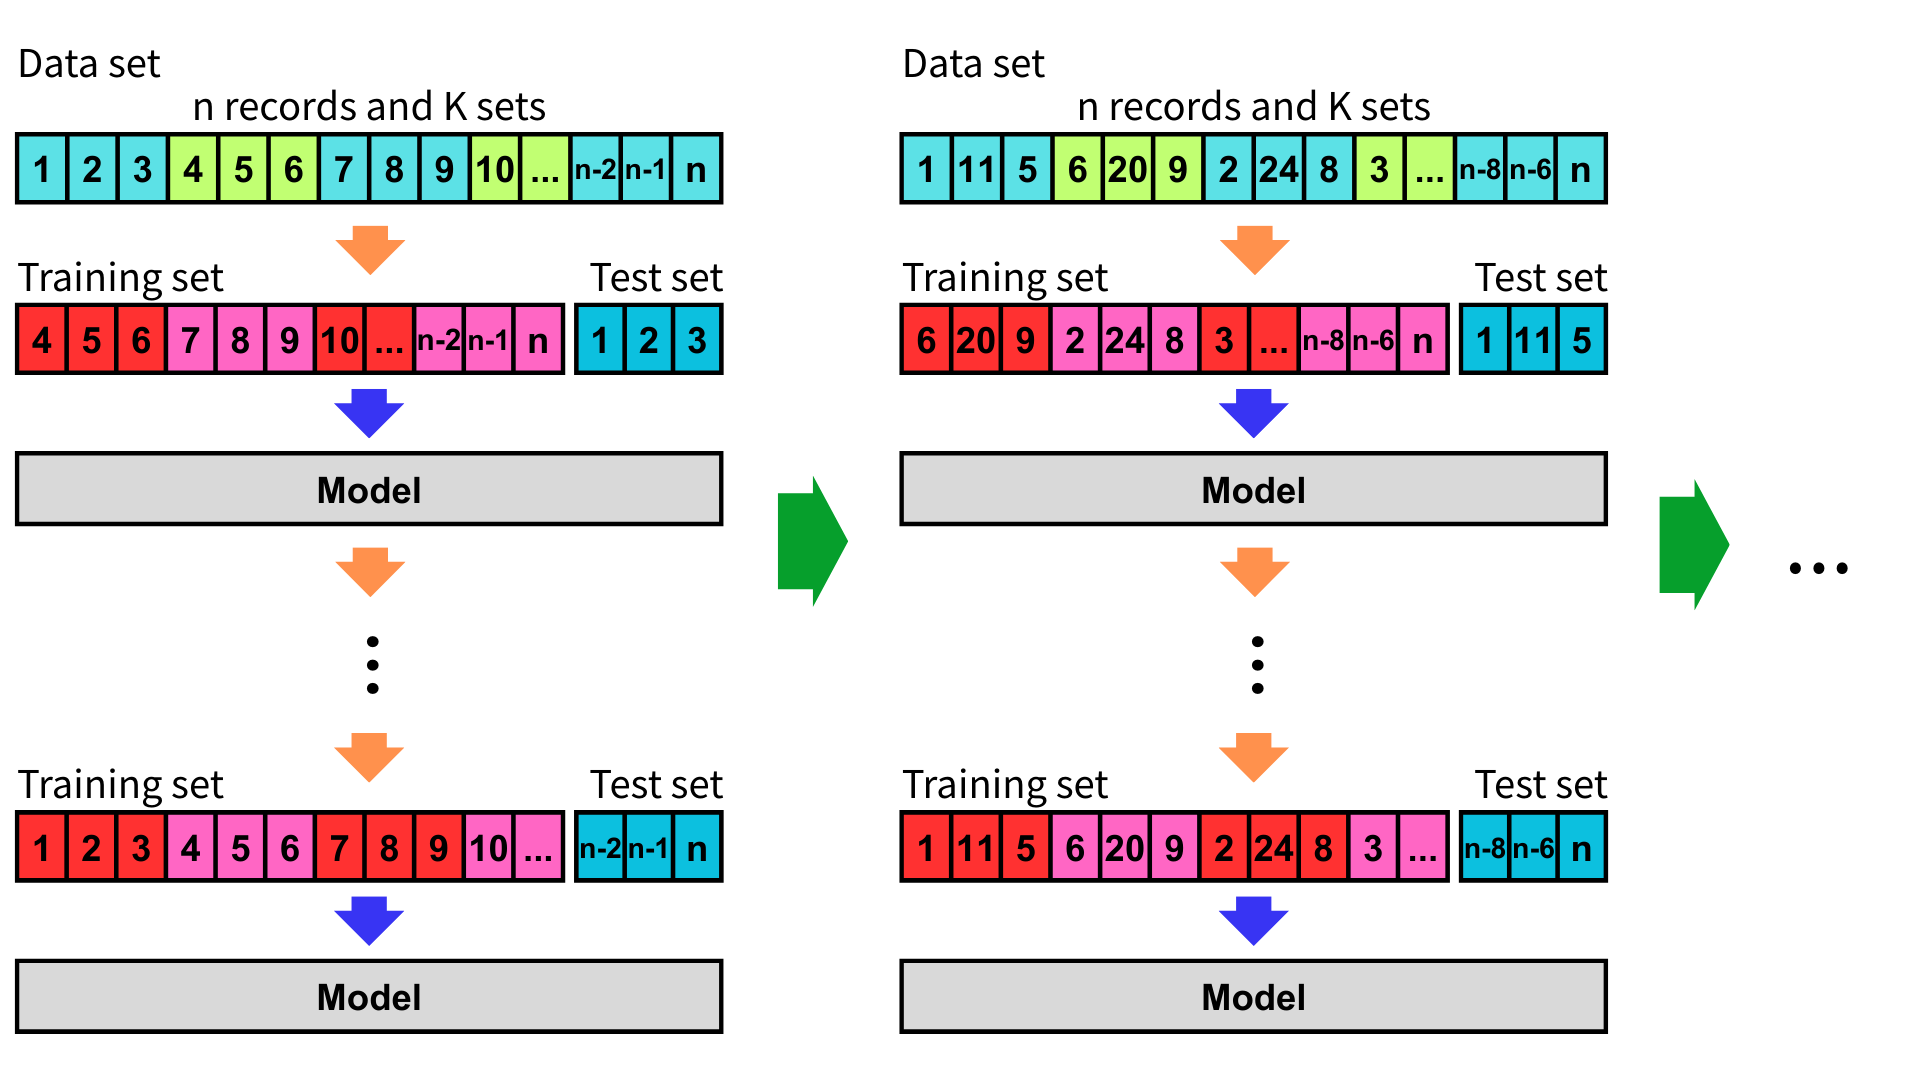 Data set
n records and K sets
1 2 3 4 5 6 7 8 9 10 ... n-2 n-1 n
Training set Test set
4 5 6 7 8 9 10 ... n-2 n-1 n 1 2 3
Model
Training set Test set
1 2 3 4 5 6 7 8 9 10 ... n-2 n-1 n
Model
Data set
n records and K sets
1 11 5 6 20 9 2 24 8 3 ... n-8 n-6 n
Training set Test set
6 20 9 2 24 8 3 ... n-8 n-6 n 1 11 5
Model
Training set Test set
1 11 5 6 20 9 2 24 8 3 ... n-8 n-6 n
Model
...